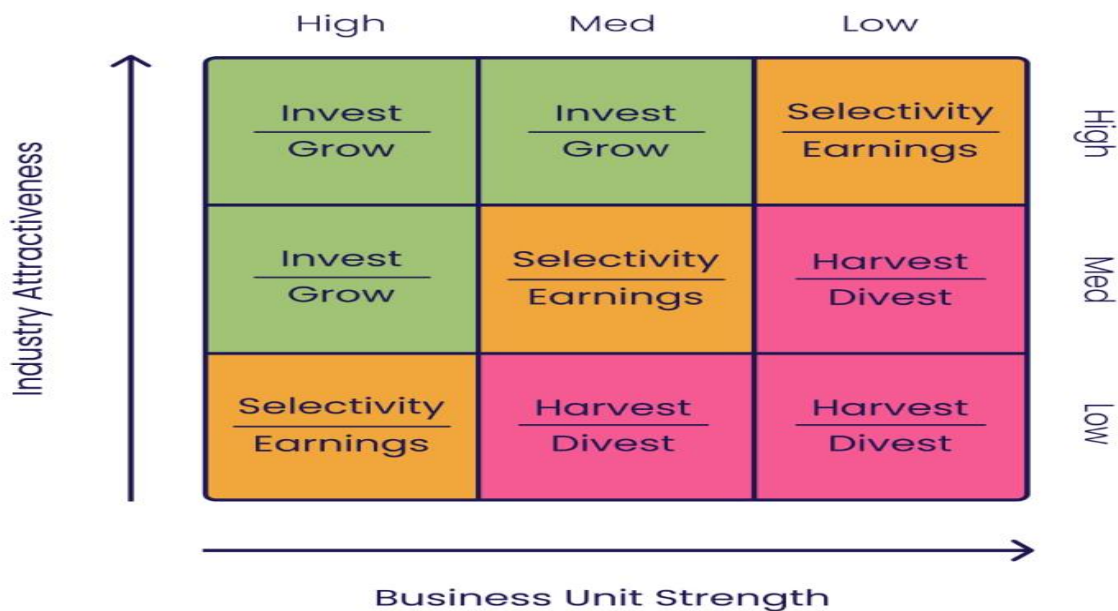 High Med Low
Invest Invest Selectivity
Grow Grow Earnings
High
Invest Selectivity Harvest
Grow Earnings Divest
Med
Selectivity Harvest Harvest
Earnings Divest Divest
Low
Industry Attractiveness
Business Unit Strength